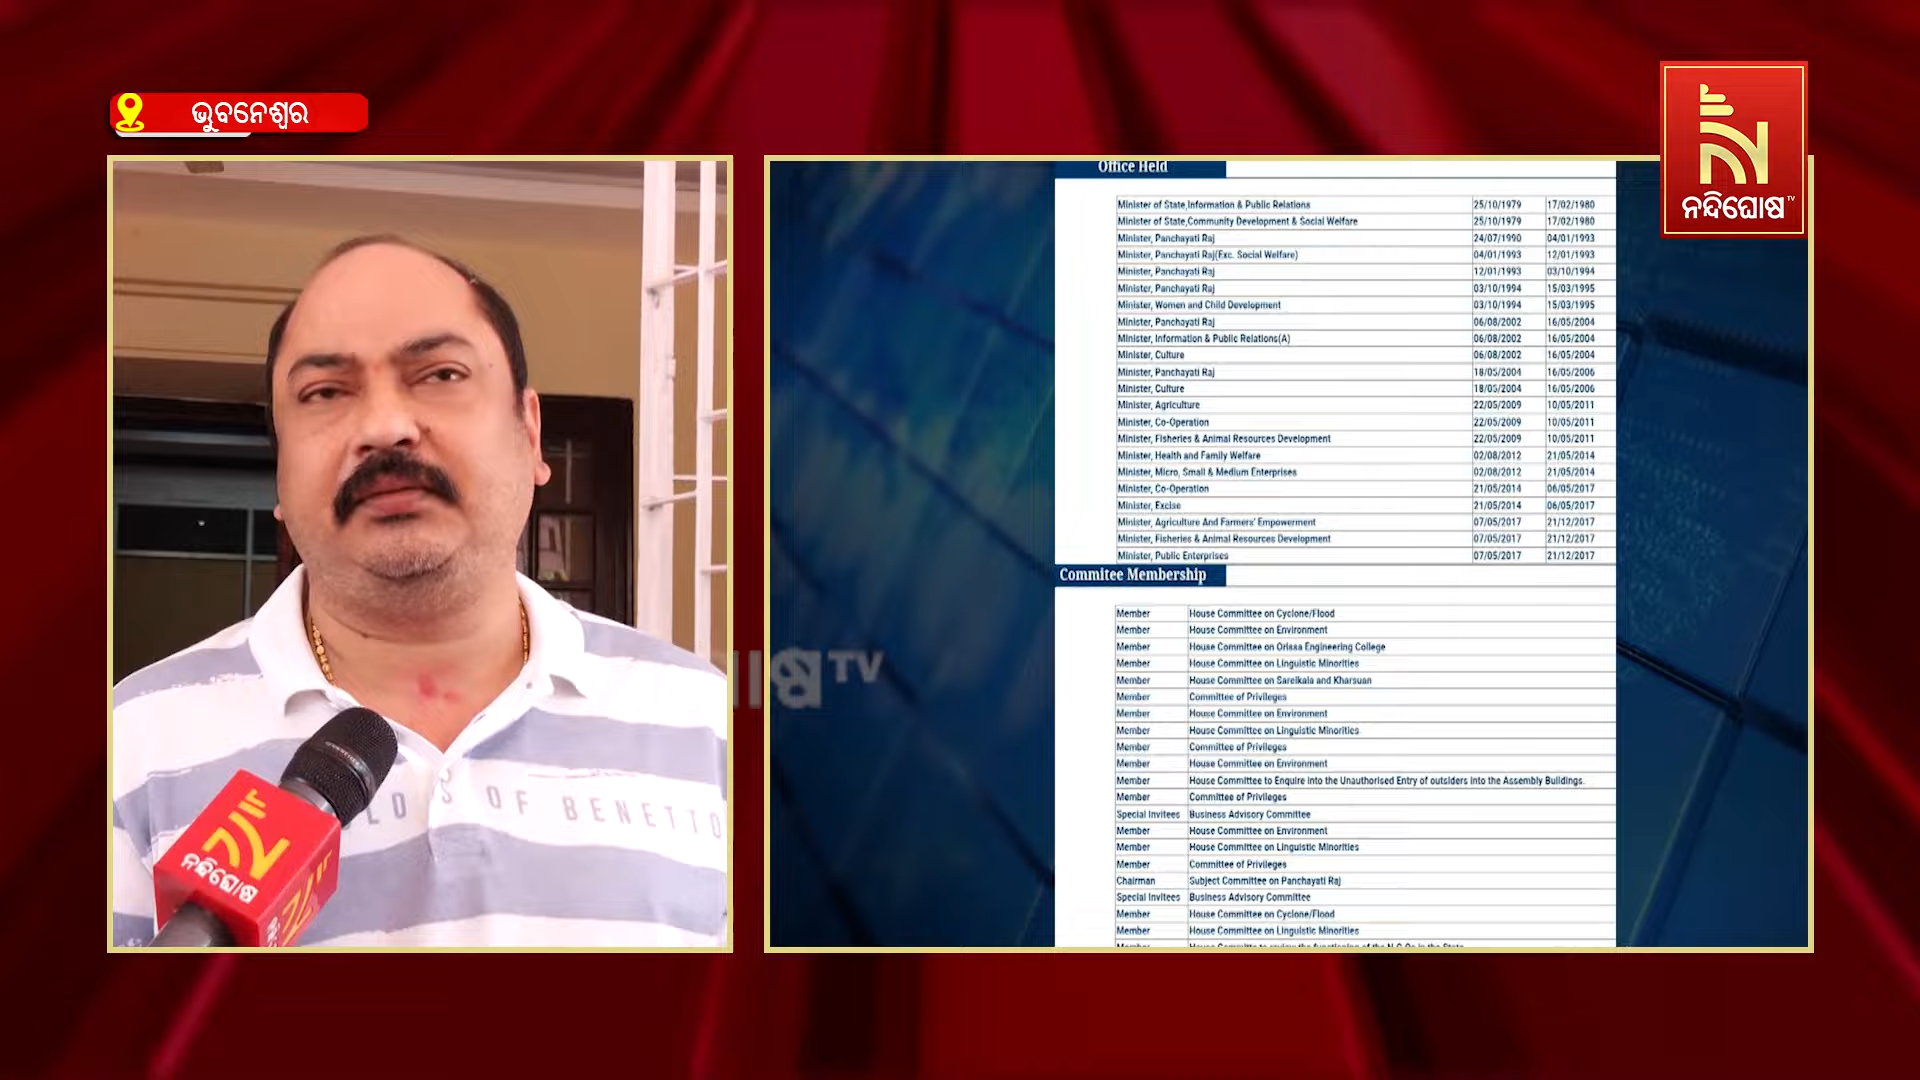 ଭୁବନେଶ୍ୱର
ନନ୍ଦିଘୋଷ TV
Office Held
Minister of State,Information & Public Relations 25/10/1979 17/02/1980
Minister of State,Community Development & Social Welfare 25/10/1979 17/02/1980
Minister, Panchayati Raj 24/07/1990 04/01/1993
Minister, Panchayati Raj(Exc. Social Welfare) 04/01/1993 12/01/1993
Minister, Panchayati Raj 12/01/1993 03/10/1994
Minister, Panchayati Raj 03/10/1994 15/03/1995
Minister, Women and Child Development 03/10/1994 15/03/1995
Minister, Panchayati Raj 06/08/2002 16/05/2004
Minister, Information & Public Relations(A) 06/08/2002 16/05/2004
Minister, Culture 06/08/2002 16/05/2004
Minister, Panchayati Raj 18/05/2004 16/05/2006
Minister, Culture 18/05/2004 16/05/2006
Minister, Agriculture 22/05/2009 10/05/2011
Minister, Co-Operation 22/05/2009 10/05/2011
Minister, Fisheries & Animal Resources Development 22/05/2009 10/05/2011
Minister, Health and Family Welfare 02/08/2012 21/05/2014
Minister, Micro, Small & Medium Enterprises 02/08/2012 21/05/2014
Minister, Co-Operation 21/05/2014 06/05/2017
Minister, Excise 21/05/2014 06/05/2017
Minister, Agriculture And Farmers' Empowerment 07/05/2017 21/12/2017
Minister, Fisheries & Animal Resources Development 07/05/2017 21/12/2017
Minister, Public Enterprises 07/05/2017 21/12/2017
Commitee Membership
Member House Committee on Cyclone/Flood
Member House Committee on Environment
Member House Committee on Orissa Engineering College
Member House Committee on Linguistic Minorities
Member House Committee on Sareikala and Kharsuan
Member Committee of Privileges
Member House Committee on Environment
Member House Committee on Linguistic Minorities
Member Committee of Privileges
Member House Committee on Environment
Member House Committee to Enquire into the Unauthorised Entry of outsiders into the Assembly Buildings.
Member Committee of Privileges
Special Invitees Business Advisory Committee
Member House Committee on Environment
Member House Committee on Linguistic Minorities
Member Committee of Privileges
Chairman Subject Committee on Panchayati Raj
Special Invitees Business Advisory Committee
Member House Committee on Cyclone/Flood
Member House Committee on Linguistic Minorities
ଘୋଷ TV
OF BENETTO
ନନ୍ଦିଘୋଷ